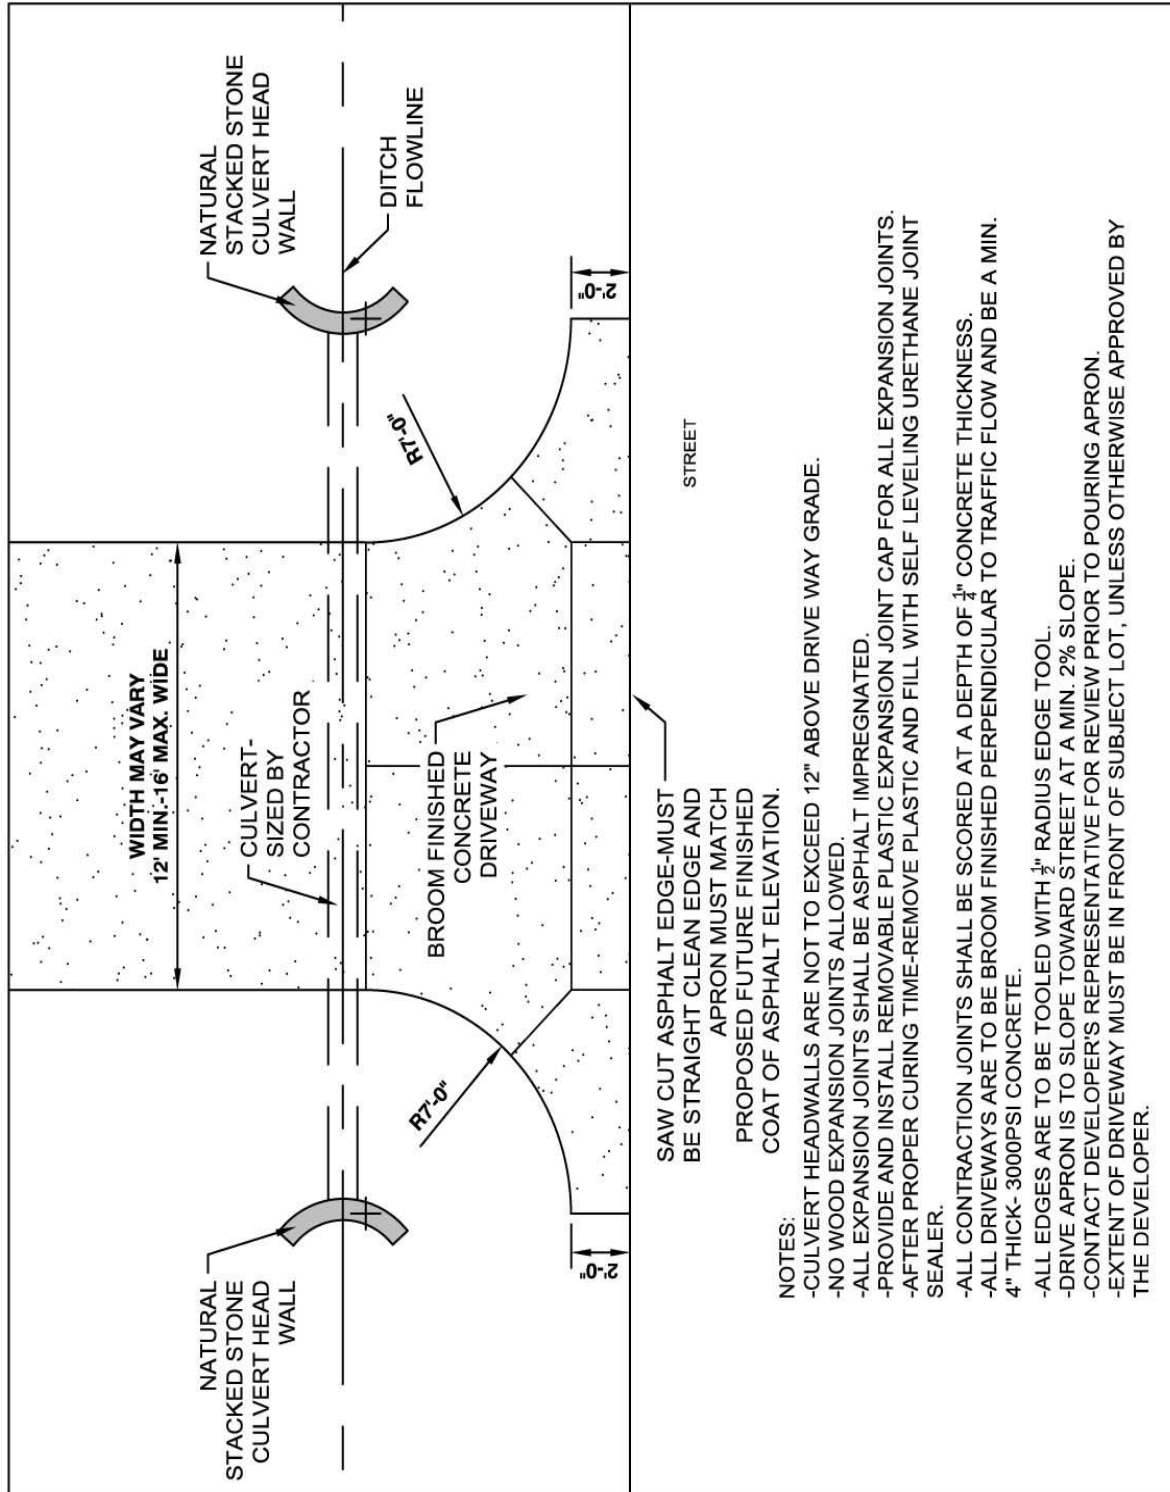 NATURAL
STACKED STONE
CULVERT HEAD
WALL
WIDTH MAY VARY
12' MIN.-16' MAX. WIDE
NATURAL
STACKED STONE
CULVERT HEAD
WALL
CULVERT-
SIZED BY
CONTRACTOR
DITCH
FLOWLINE
R7'-0"
BROOM FINISHED
CONCRETE
DRIVEWAY
R7'-0"
2'-0"
2'-0"
SAW CUT ASPHALT EDGE-MUST
BE STRAIGHT CLEAN EDGE AND
APRON MUST MATCH
PROPOSED FUTURE FINISHED
COAT OF ASPHALT ELEVATION.
STREET
NOTES:
-CULVERT HEADWALLS ARE NOT TO EXCEED 12" ABOVE DRIVE WAY GRADE.
-NO WOOD EXPANSION JOINTS ALLOWED.
-ALL EXPANSION JOINTS SHALL BE ASPHALT IMPREGNATED.
-PROVIDE AND INSTALL REMOVABLE PLASTIC EXPANSION JOINT CAP FOR ALL EXPANSION JOINTS.
-AFTER PROPER CURING TIME-REMOVE PLASTIC AND FILL WITH SELF LEVELING URETHANE JOINT
SEALER.
-ALL CONTRACTION JOINTS SHALL BE SCORED AT A DEPTH OF 1/4" CONCRETE THICKNESS.
-ALL DRIVEWAYS ARE TO BE BROOM FINISHED PERPENDICULAR TO TRAFFIC FLOW AND BE A MIN.
4" THICK- 3000PSI CONCRETE.
-ALL EDGES ARE TO BE TOOLED WITH 1/2" RADIUS EDGE TOOL.
-DRIVE APRON IS TO SLOPE TOWARD STREET AT A MIN. 2% SLOPE.
-CONTACT DEVELOPER'S REPRESENTATIVE FOR REVIEW PRIOR TO POURING APRON.
-EXTENT OF DRIVEWAY MUST BE IN FRONT OF SUBJECT LOT, UNLESS OTHERWISE APPROVED BY
THE DEVELOPER.